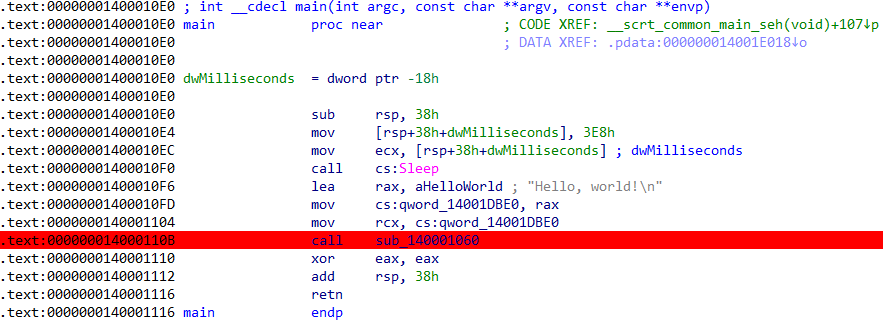 .text:00000001400010E0 ; int __cdecl main(int argc, const char **argv, const char **envp)
.text:00000001400010E0 main proc near ; CODE XREF: __scrt_common_main_seh(void)+107↓p
.text:00000001400010E0 ; DATA XREF: .pdata:000000014001E018↓o
.text:00000001400010E0
.text:00000001400010E0 dwMilliseconds = dword ptr -18h
.text:00000001400010E0
.text:00000001400010E0 sub rsp, 38h
.text:00000001400010E4 mov [rsp+38h+dwMilliseconds], 3E8h
.text:00000001400010EC mov ecx, [rsp+38h+dwMilliseconds] ; dwMilliseconds
.text:00000001400010F0 call cs:Sleep
.text:00000001400010F6 lea rax, aHelloWorld ; "Hello, world!\n"
.text:00000001400010FD mov cs:qword_14001DBE0, rax
.text:0000000140001104 mov rcx, cs:qword_14001DBE0
.text:000000014000110B call sub_140001060
.text:0000000140001110 xor eax, eax
.text:0000000140001112 add rsp, 38h
.text:0000000140001116 retn
.text:0000000140001116 main endp